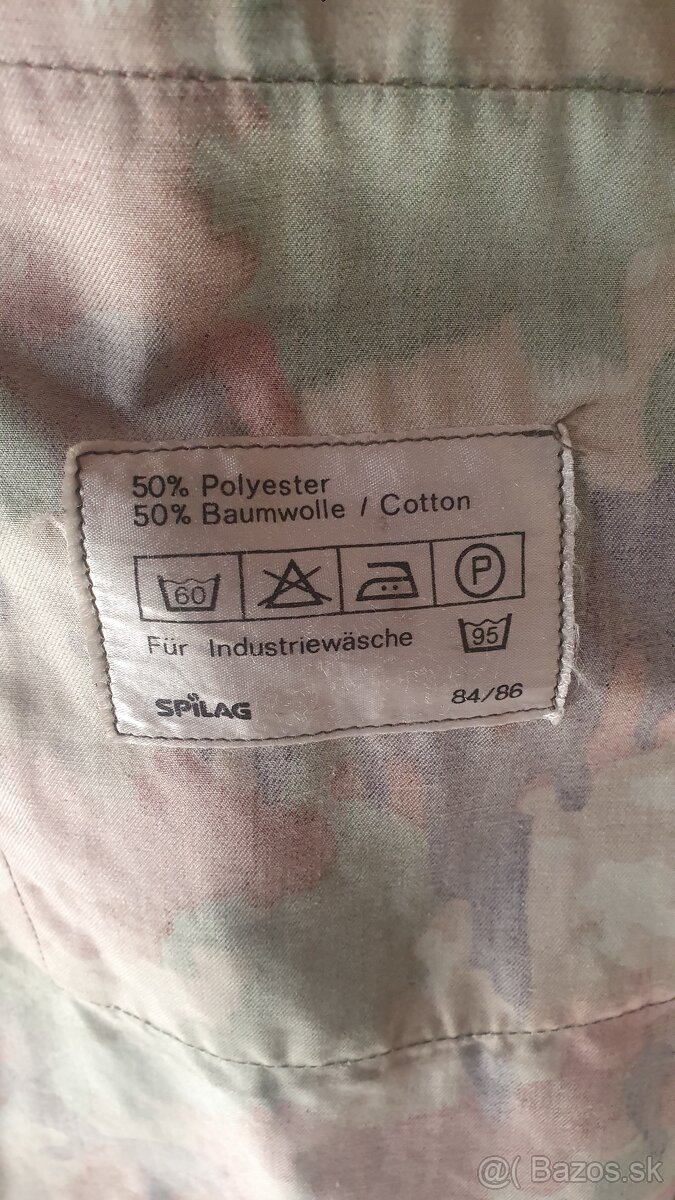 50% Polyester
50% Baumwolle / Cotton
60 P
Für Industriewäsche 95
SPILAG 84/86
@( Bazos.sk